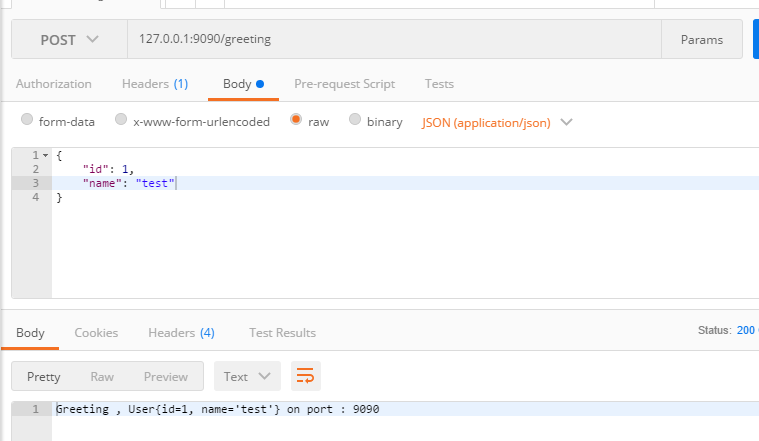 POST 127.0.0.1:9090/greeting Params
Authorization Headers (1) Body Pre-request Script Tests
form-data x-www-form-urlencoded raw binary JSON (application/json)
1 {
2 "id": 1,
3 "name": "test"
4 }
Body Cookies Headers (4) Test Results Status: 200
Pretty Raw Preview Text
1 Greeting , User{id=1, name='test'} on port : 9090